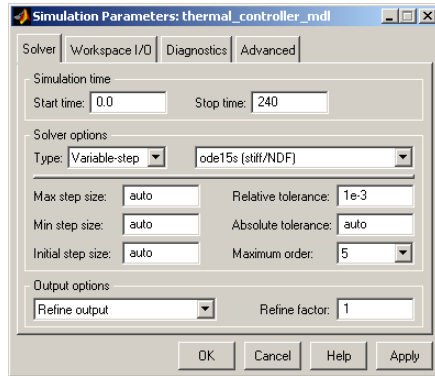 Simulation Parameters: thermal_controller_mdl
Solver Workspace I/O Diagnostics Advanced
Simulation time
Start time: 0.0 Stop time: 240
Solver options
Type: Variable-step ode15s (stiff/NDF)
Max step size: auto Relative tolerance: 1e-3
Min step size: auto Absolute tolerance: auto
Initial step size: auto Maximum order: 5
Output options
Refine output Refine factor: 1
OK Cancel Help Apply